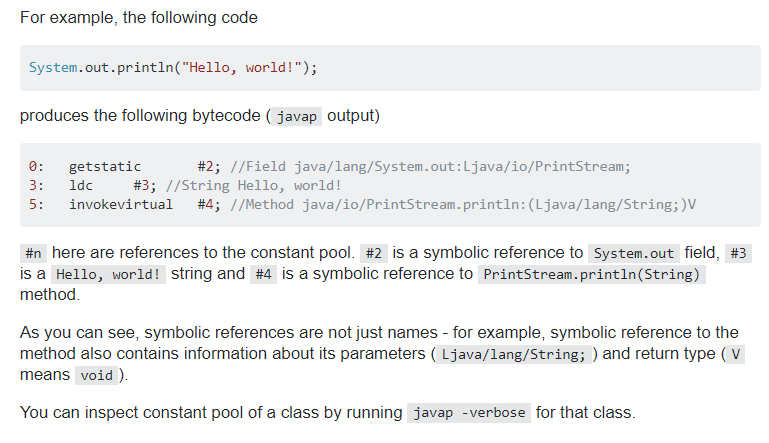 For example, the following code
System.out.println("Hello, world!");
produces the following bytecode ( javap output)
0: getstatic #2; //Field java/lang/System.out:Ljava/io/PrintStream;
3: ldc #3; //String Hello, world!
5: invokevirtual #4; //Method java/io/PrintStream.println:(Ljava/lang/String;)V
#n here are references to the constant pool. #2 is a symbolic reference to System.out field, #3
is a Hello, world! string and #4 is a symbolic reference to PrintStream.println(String)
method.
As you can see, symbolic references are not just names - for example, symbolic reference to the
method also contains information about its parameters ( Ljava/lang/String; ) and return type ( V
means void ).
You can inspect constant pool of a class by running javap -verbose for that class.